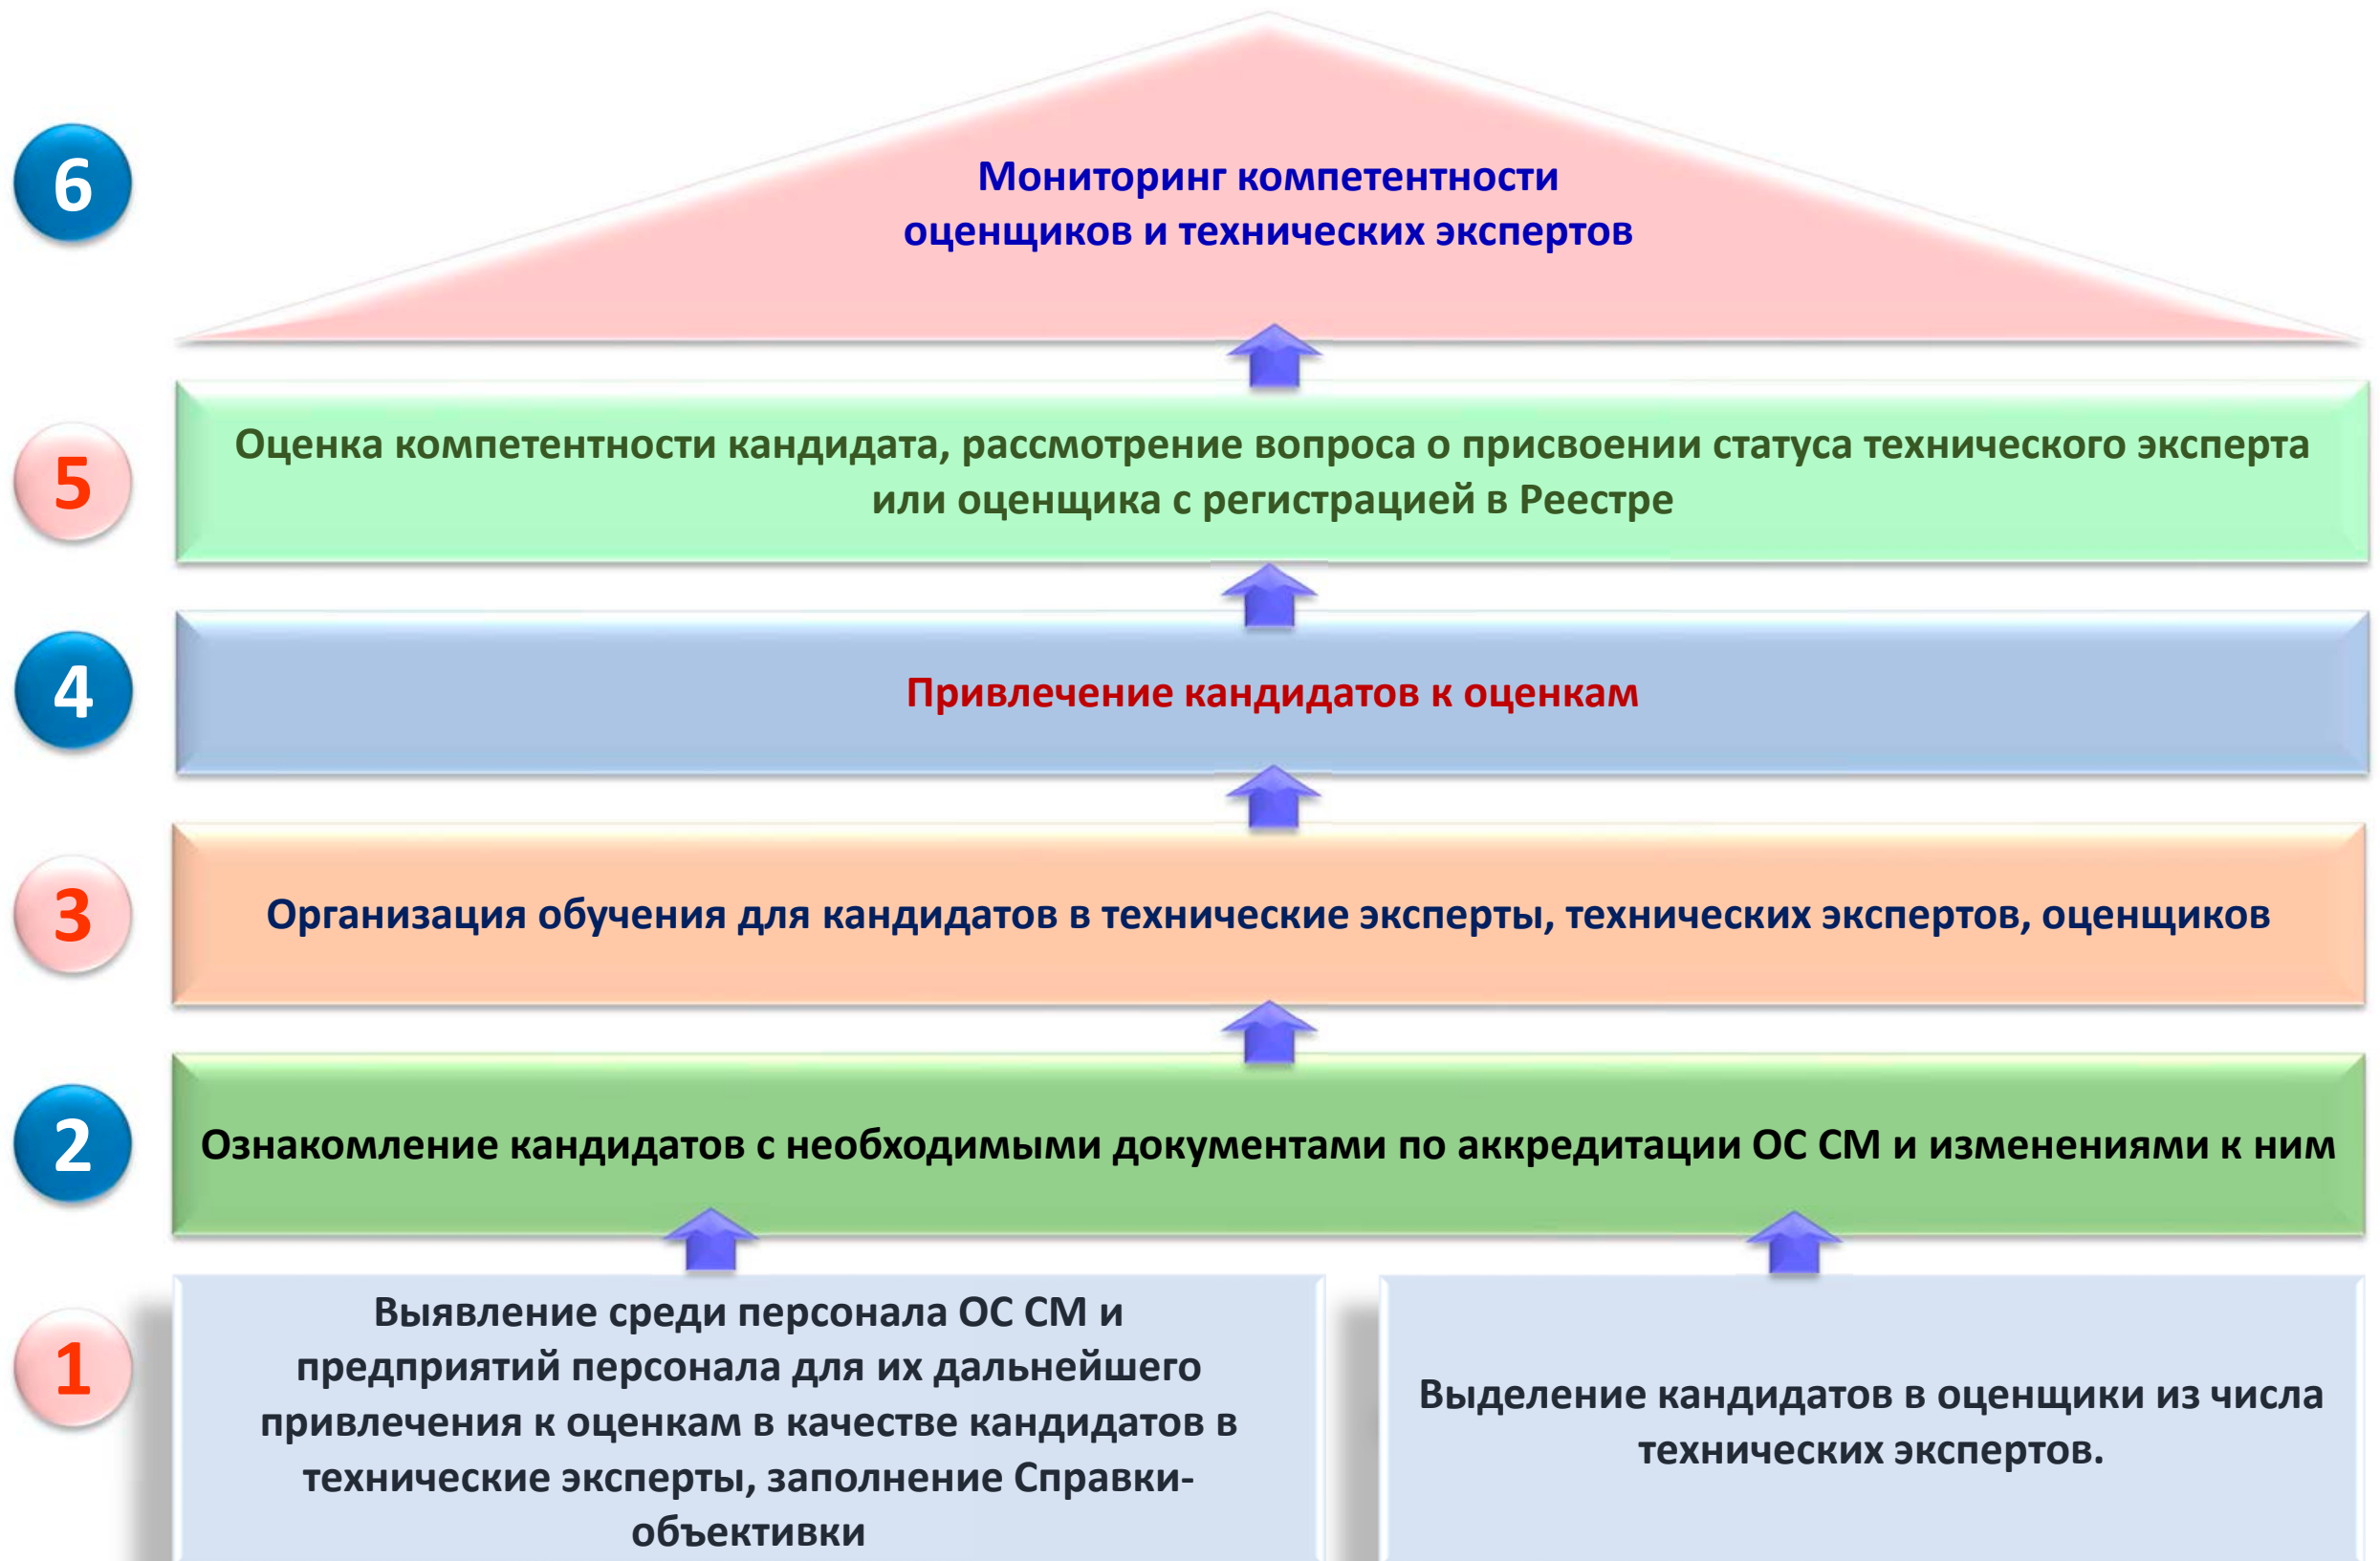 6
Мониторинг компетентности
оценщиков и технических экспертов
5
Оценка компетентности кандидата, рассмотрение вопроса о присвоении статуса технического эксперта
или оценщика с регистрацией в Реестре
4
Привлечение кандидатов к оценкам
3
Организация обучения для кандидатов в технические эксперты, технических экспертов, оценщиков
2
Ознакомление кандидатов с необходимыми документами по аккредитации ОС СМ и изменениями к ним
1
Выявление среди персонала ОС СМ и
предприятий персонала для их дальнейшего
привлечения к оценкам в качестве кандидатов в
технические эксперты, заполнение Справки-
объективки
Выделение кандидатов в оценщики из числа
технических экспертов.